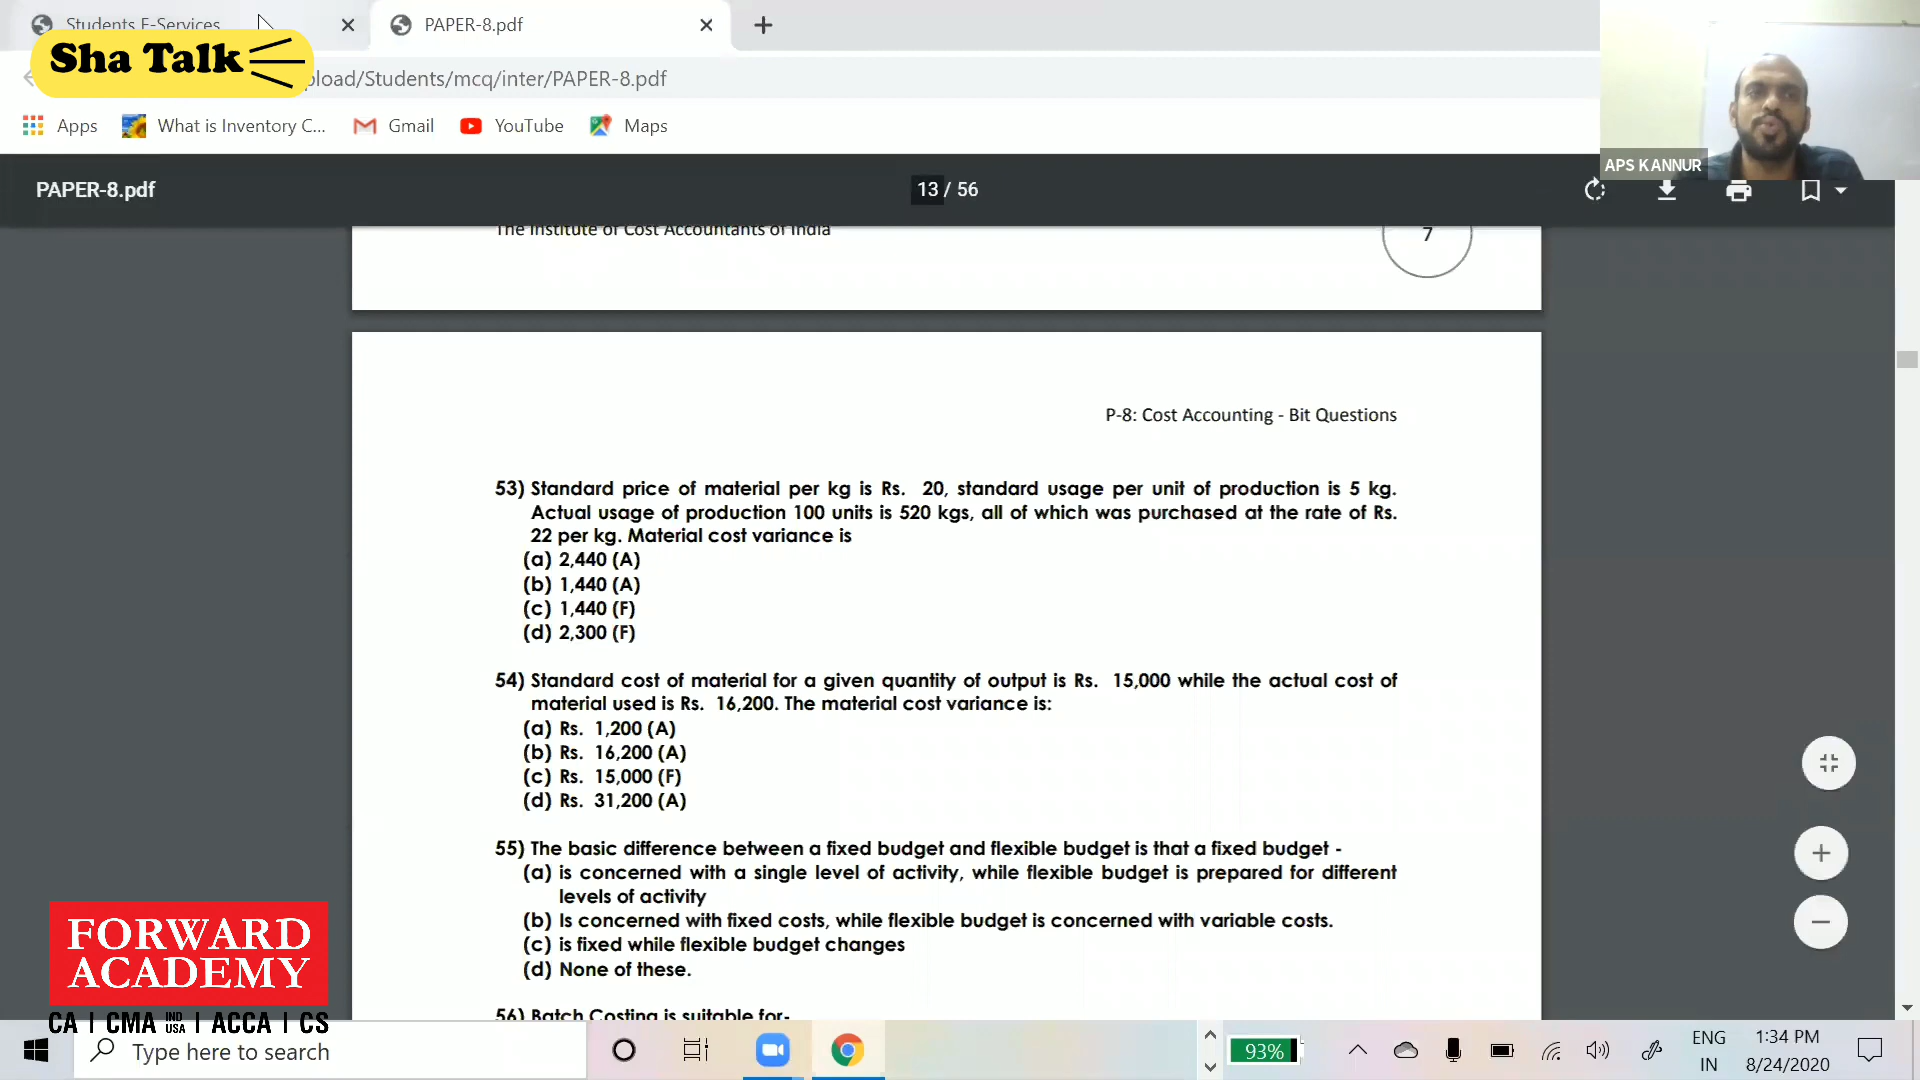 Students E-Services
PAPER-8.pdf
Sha Talk
pload/Students/mcq/inter/PAPER-8.pdf
Apps
What is Inventory C...
Gmail
YouTube
Maps
APS KANNUR
PAPER-8.pdf
13 / 56
The Institute of Cost Accountants of India
7
P-8: Cost Accounting - Bit Questions
53) Standard price of material per kg is Rs. 20, standard usage per unit of production is 5 kg.
Actual usage of production 100 units is 520 kgs, all of which was purchased at the rate of Rs.
22 per kg. Material cost variance is
(a) 2,440 (A)
(b) 1,440 (A)
(c) 1,440 (F)
(d) 2,300 (F)
54) Standard cost of material for a given quantity of output is Rs. 15,000 while the actual cost of
material used is Rs. 16,200. The material cost variance is:
(a) Rs. 1,200 (A)
(b) Rs. 16,200 (A)
(c) Rs. 15,000 (F)
(d) Rs. 31,200 (A)
55) The basic difference between a fixed budget and flexible budget is that a fixed budget -
(a) is concerned with a single level of activity, while flexible budget is prepared for different
levels of activity
(b) Is concerned with fixed costs, while flexible budget is concerned with variable costs.
(c) is fixed while flexible budget changes
(d) None of these.
56) Batch Costing is suitable for-
FORWARD
ACADEMY
CA | CMA IND USA | ACCA | CS
Type here to search
93%
ENG
IN
1:34 PM
8/24/2020